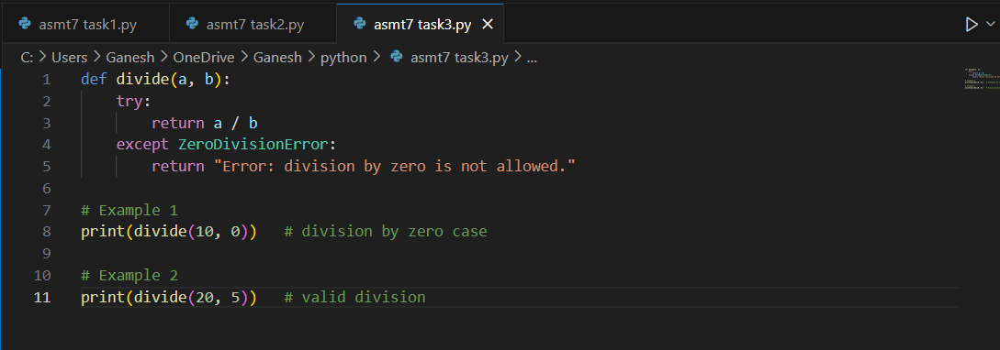 asmt7 task1.py asmt7 task2.py asmt7 task3.py
C: > Users > Ganesh > OneDrive > Ganesh > python > asmt7 task3.py > ...
1 def divide(a, b):
2     try:
3         return a / b
4     except ZeroDivisionError:
5         return "Error: division by zero is not allowed."
6
7 # Example 1
8 print(divide(10, 0))   # division by zero case
9
10 # Example 2
11 print(divide(20, 5))   # valid division